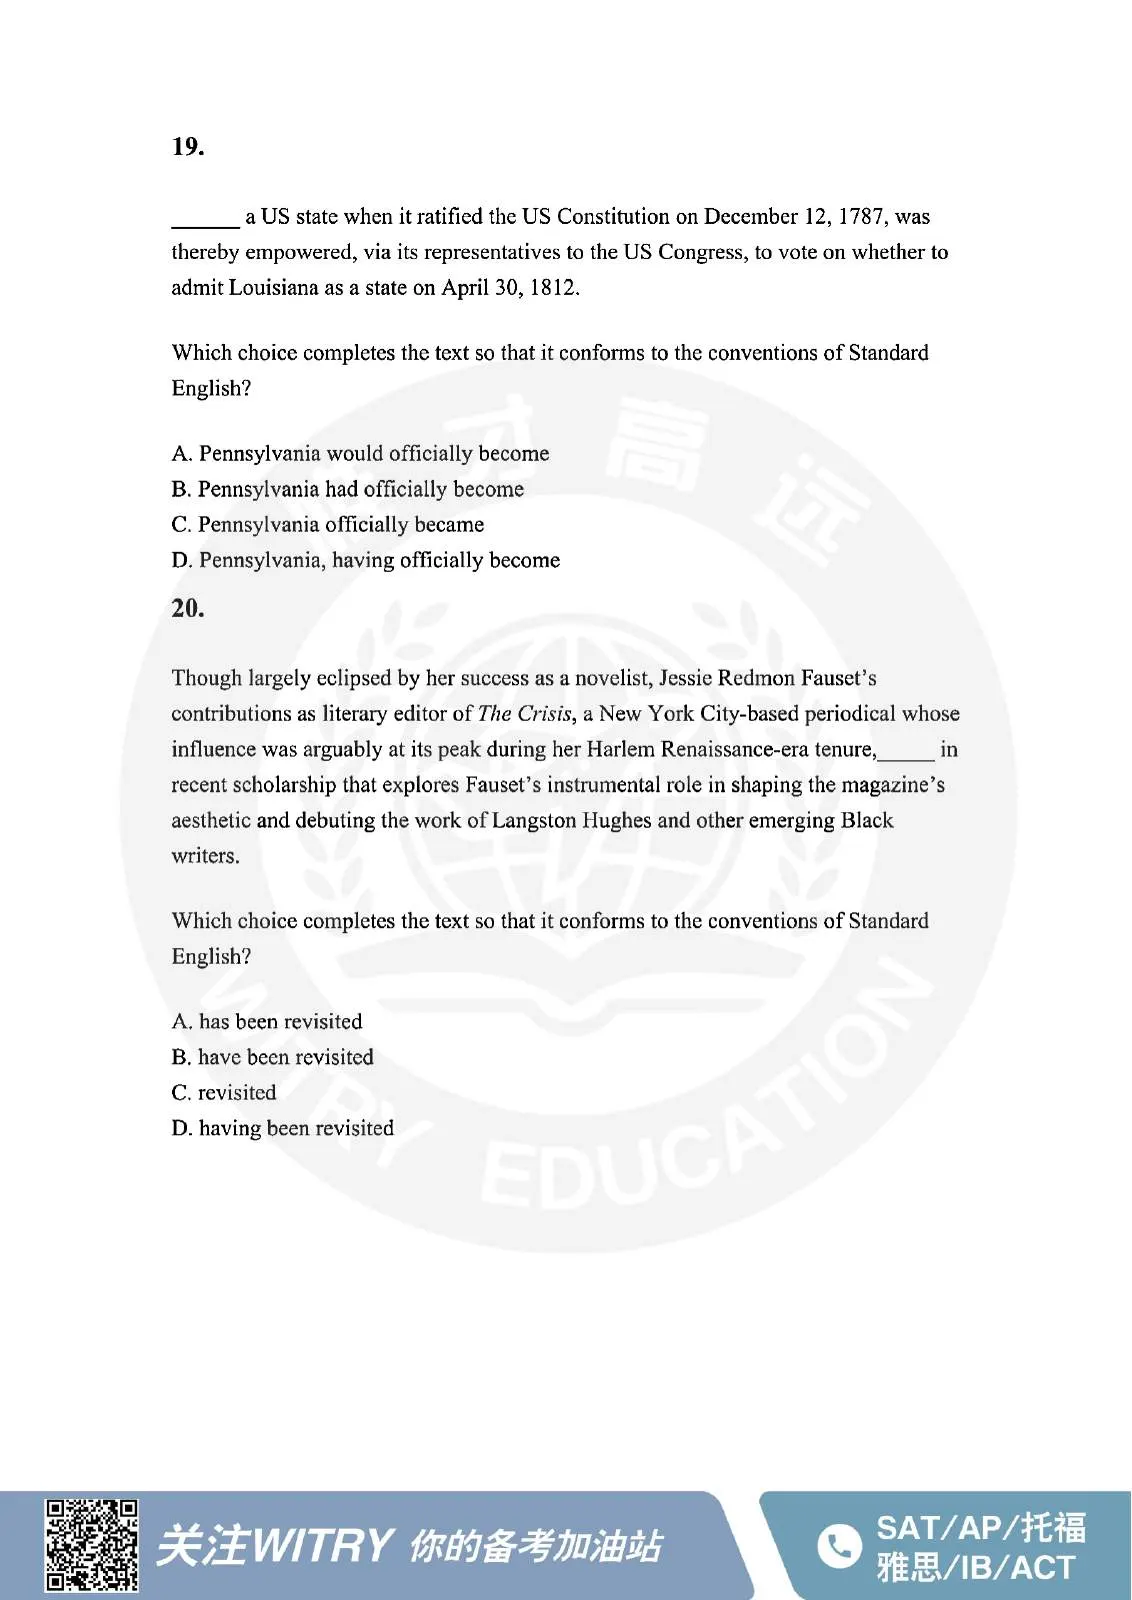 19.
______ a US state when it ratified the US Constitution on December 12, 1787, was
thereby empowered, via its representatives to the US Congress, to vote on whether to
admit Louisiana as a state on April 30, 1812.
Which choice completes the text so that it conforms to the conventions of Standard
English?
A. Pennsylvania would officially become
B. Pennsylvania had officially become
C. Pennsylvania officially became
D. Pennsylvania, having officially become
20.
Though largely eclipsed by her success as a novelist, Jessie Redmon Fauset's
contributions as literary editor of The Crisis, a New York City-based periodical whose
influence was arguably at its peak during her Harlem Renaissance-era tenure,_____ in
recent scholarship that explores Fauset's instrumental role in shaping the magazine's
aesthetic and debuting the work of Langston Hughes and other emerging Black
writers.
Which choice completes the text so that it conforms to the conventions of Standard
English?
A. has been revisited
B. have been revisited
C. revisited
D. having been revisited
才高远
WITRY EDUCATION
关注WITRY 你的备考加油站
SAT/AP/托福
雅思/IB/ACT